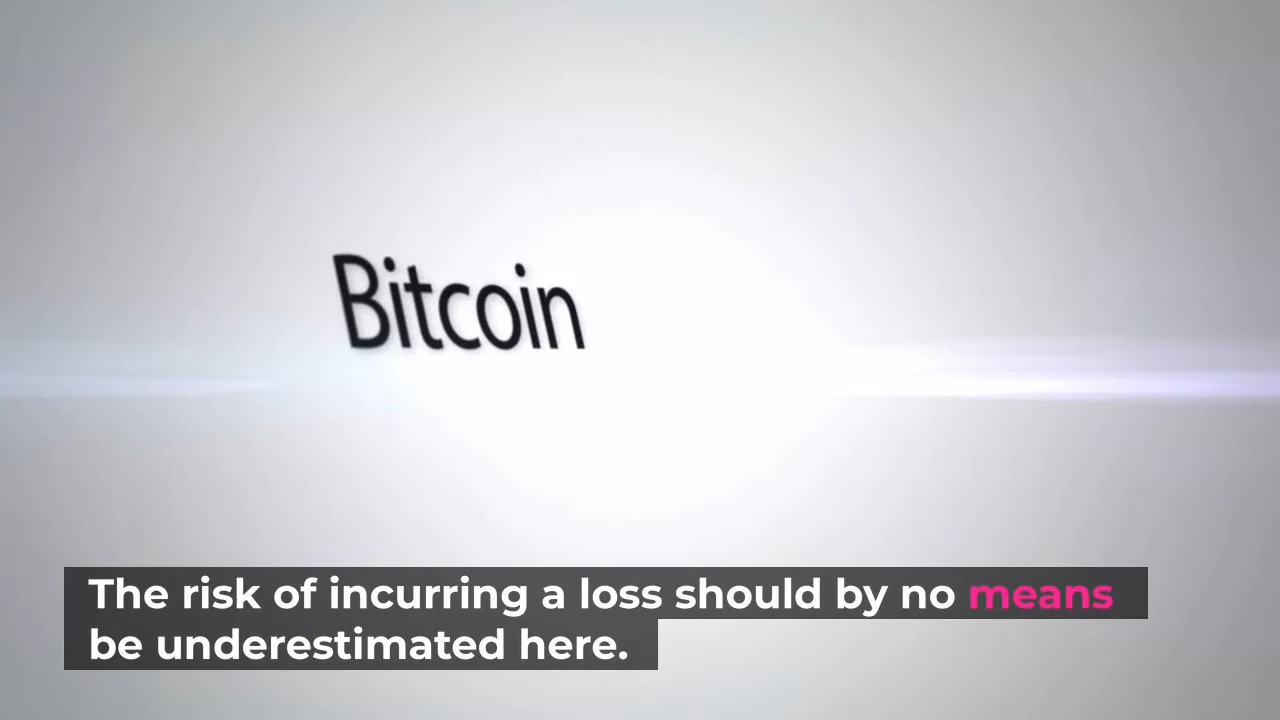 Bitcoin
The risk of incurring a loss should by no means
be underestimated here.